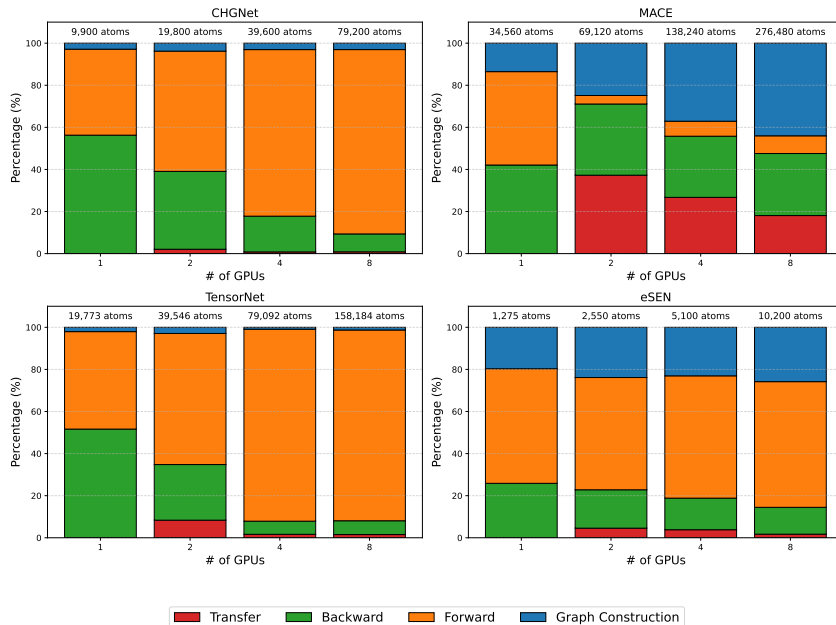 CHGNet
9,900 atoms 19,800 atoms 39,600 atoms 79,200 atoms
100
80
60
40
20
0
Percentage (%)
1 2 4 8
# of GPUs
MACE
34,560 atoms 69,120 atoms 138,240 atoms 276,480 atoms
100
80
60
40
20
0
Percentage (%)
1 2 4 8
# of GPUs
TensorNet
19,773 atoms 39,546 atoms 79,092 atoms 158,184 atoms
100
80
60
40
20
0
Percentage (%)
1 2 4 8
# of GPUs
eSEN
1,275 atoms 2,550 atoms 5,100 atoms 10,200 atoms
100
80
60
40
20
0
Percentage (%)
1 2 4 8
# of GPUs
Transfer Backward Forward Graph Construction